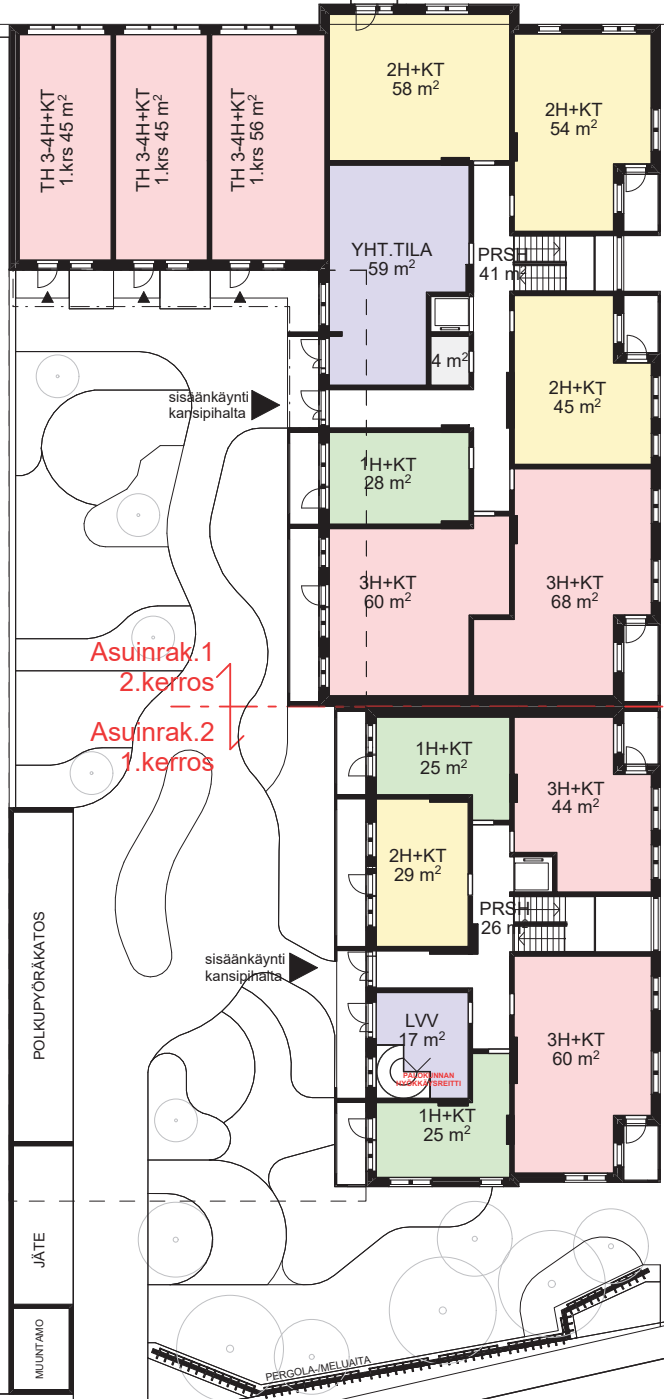 2H+KT
58 m²
2H+KT
54 m²
TH 3-4H+KT
1.krs 45 m²
TH 3-4H+KT
1.krs 45 m²
TH 3-4H+KT
1.krs 56 m²
YHT.TILA
59 m²
PRSH
41 m²
4 m²
sisäänkäynti
kansipihalta
2H+KT
45 m²
1H+KT
28 m²
3H+KT
60 m²
3H+KT
68 m²
Asuinrak.1
2.kerros
Asuinrak.2
1.kerros
1H+KT
25 m²
3H+KT
44 m²
2H+KT
29 m²
PRSH
26 m²
sisäänkäynti
kansipihalta
POLKUPYÖRÄKATOS
LVV
17 m²
3H+KT
60 m²
PALOKUNNAN
HYÖKKÄYSREITTI
1H+KT
25 m²
JÄTE
MUUNTAMO
PERGOLA-/MELUAITA